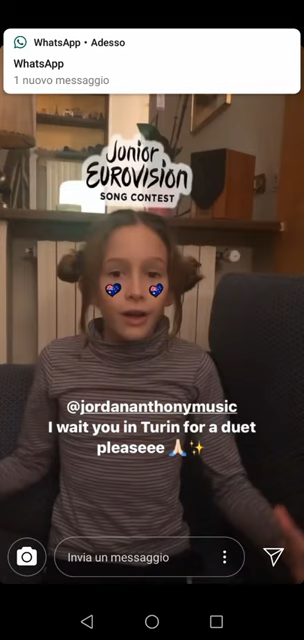 WhatsApp • Adesso
WhatsApp
1 nuovo messaggio
Junior
EUROVISION
SONG CONTEST
@jordananthonymusic
I wait you in Turin for a duet
pleaseee 🙏🏻✨
Invia un messaggio